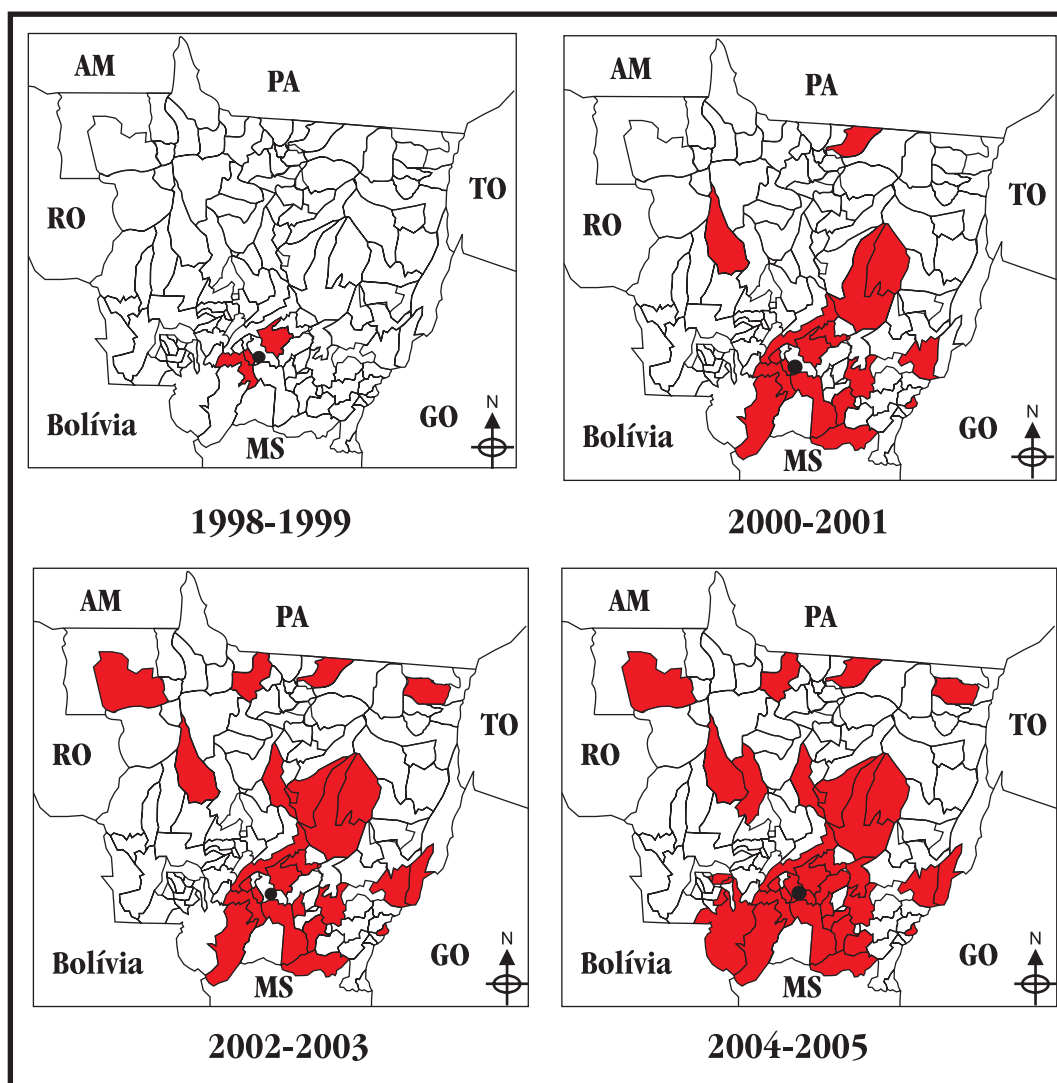 AM
PA
RO
TO
Bolívia
MS
GO
N
1998-1999
AM
PA
RO
TO
Bolívia
MS
GO
N
2000-2001
AM
PA
RO
TO
Bolívia
MS
GO
N
2002-2003
AM
PA
RO
TO
Bolívia
MS
GO
N
2004-2005